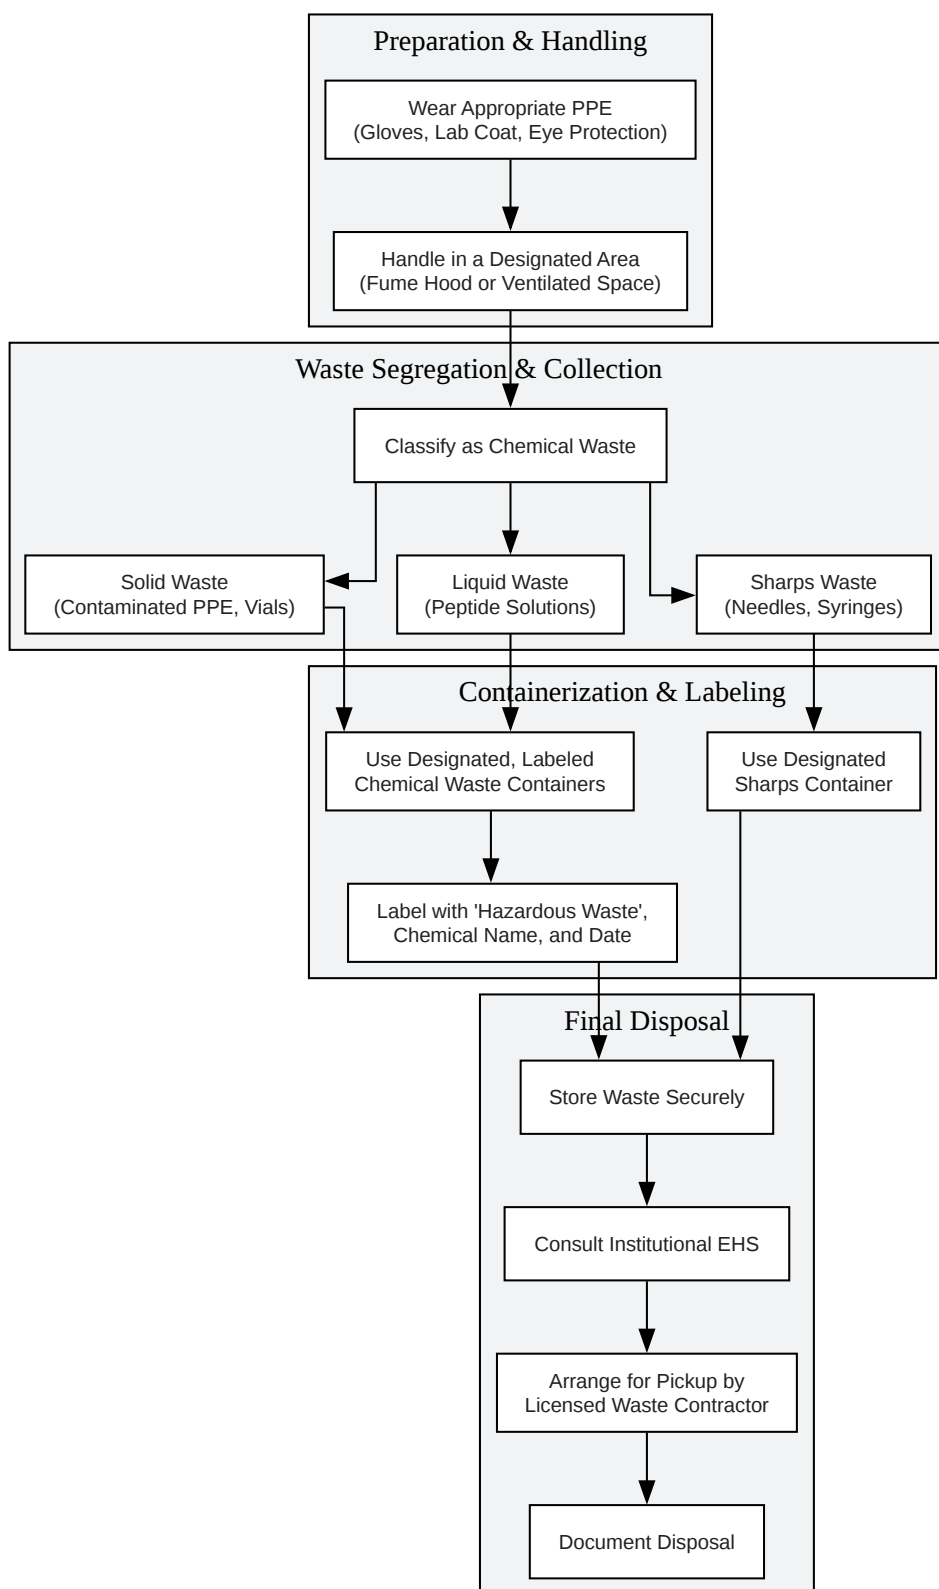 Preparation & Handling
Wear Appropriate PPE
(Gloves, Lab Coat, Eye Protection)
Handle in a Designated Area
(Fume Hood or Ventilated Space)
Waste Segregation & Collection
Classify as Chemical Waste
Solid Waste
(Contaminated PPE, Vials)
Liquid Waste
(Peptide Solutions)
Sharps Waste
(Needles, Syringes)
Containerization & Labeling
Use Designated, Labeled
Chemical Waste Containers
Use Designated
Sharps Container
Label with 'Hazardous Waste',
Chemical Name, and Date
Final Disposal
Store Waste Securely
Consult Institutional EHS
Arrange for Pickup by
Licensed Waste Contractor
Document Disposal